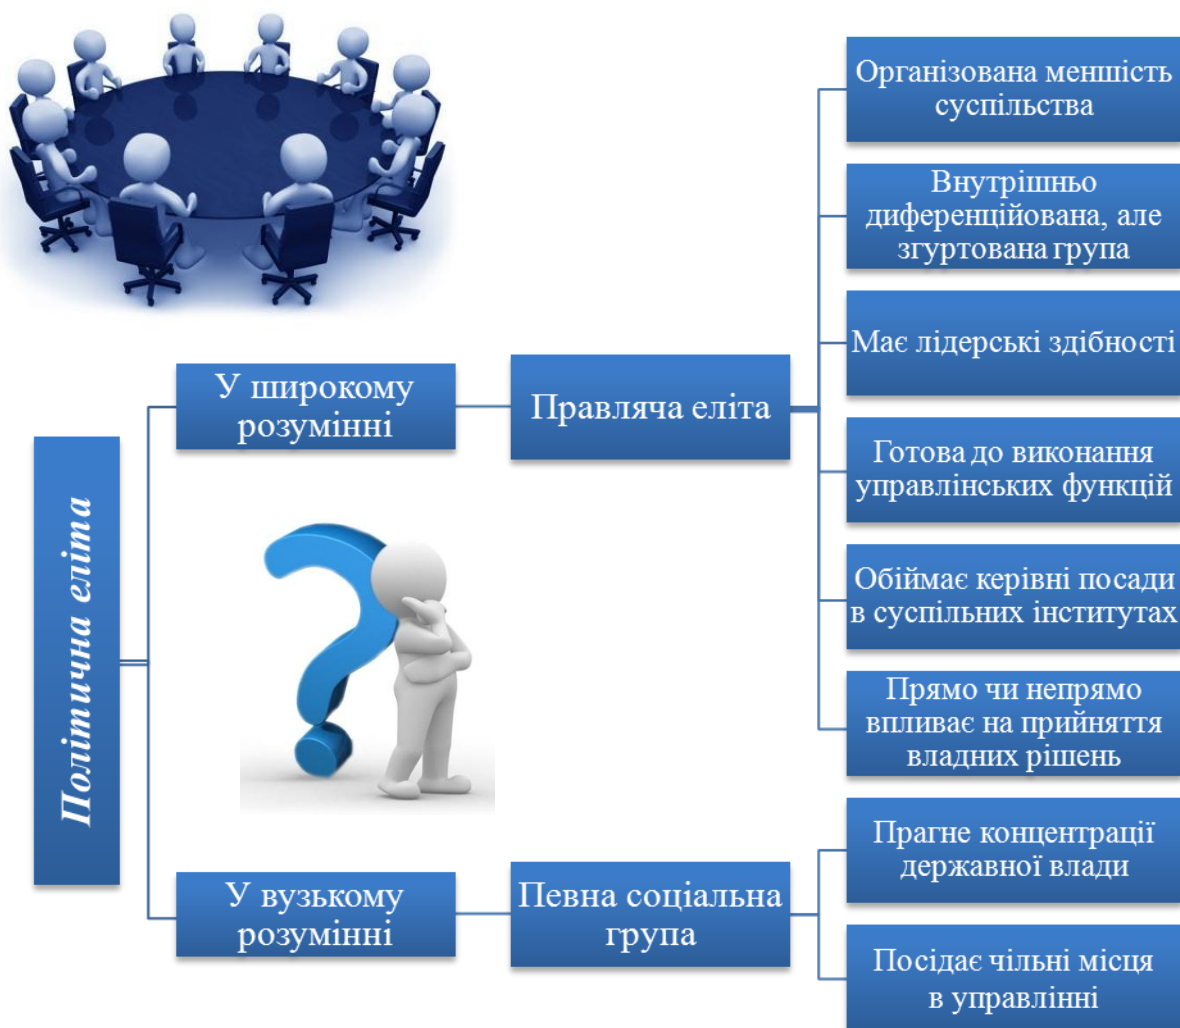 Політична еліта
У широкому
розумінні
Правляча еліта
Організована меншість
суспільства
Внутрішньо
диференційована, але
згуртована група
Має лідерські здібності
Готова до виконання
управлінських функцій
Обіймає керівні посади
в суспільних інститутах
Прямо чи непрямо
впливає на прийняття
владних рішень
У вузькому
розумінні
Певна соціальна
група
Прагне концентрації
державної влади
Посідає чільні місця
в управлінні